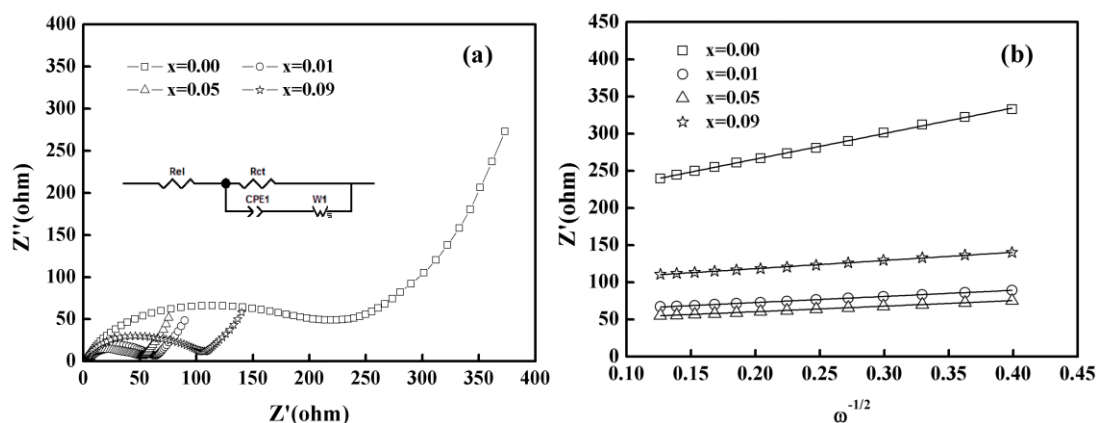 (a)
x=0.00 x=0.01
x=0.05 x=0.09
Rel Rct
CPE1 W1
s
Z''(ohm)
400
350
300
250
200
150
100
50
0
0 50 100 150 200 250 300 350 400
Z'(ohm)
(b)
x=0.00
x=0.01
x=0.05
x=0.09
Z'(ohm)
450
400
350
300
250
200
150
100
50
0
0.10 0.15 0.20 0.25 0.30 0.35 0.40 0.45
ω-1/2